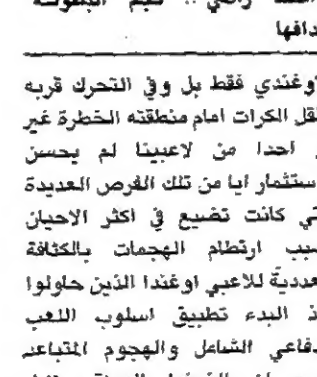 دافها
اوغندي فقط بل وفي التحرك قربه
قل الكرات امام منطقته الخطرة غير
احدا من لاعبينا لم يحسن
ستثمار ايا من تلك الفرص العديدة
تي كانت تضيع في اكثر الاحيان
سبب ارتطام الهجمات بالكثافة
عددية للاعبي اوغندا الذين حاولوا
ذ البدء تطبيق اسلوب اللعب
دفاعي الشامل والهجوم المتباعد